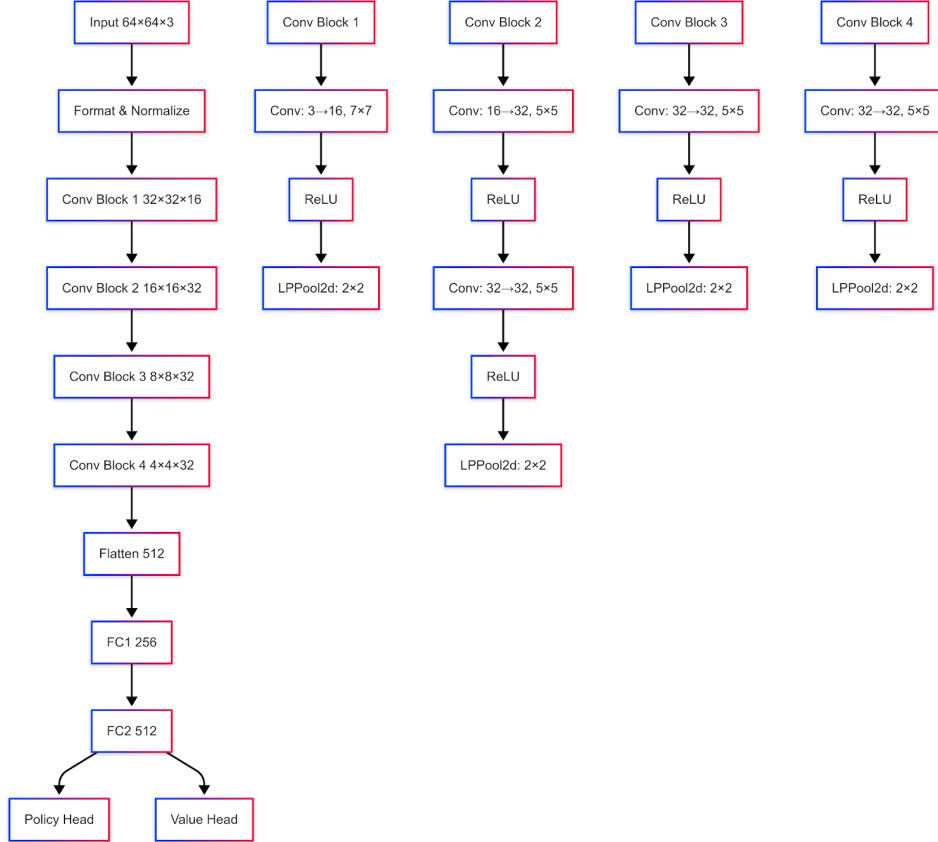 Input 64×64×3
Format & Normalize
Conv Block 1 32×32×16
Conv Block 2 16×16×32
Conv Block 3 8×8×32
Conv Block 4 4×4×32
Flatten 512
FC1 256
FC2 512
Policy Head
Value Head
Conv Block 1
Conv: 3→16, 7×7
ReLU
LPPool2d: 2×2
Conv Block 2
Conv: 16→32, 5×5
ReLU
Conv: 32→32, 5×5
ReLU
LPPool2d: 2×2
Conv Block 3
Conv: 32→32, 5×5
ReLU
LPPool2d: 2×2
Conv Block 4
Conv: 32→32, 5×5
ReLU
LPPool2d: 2×2